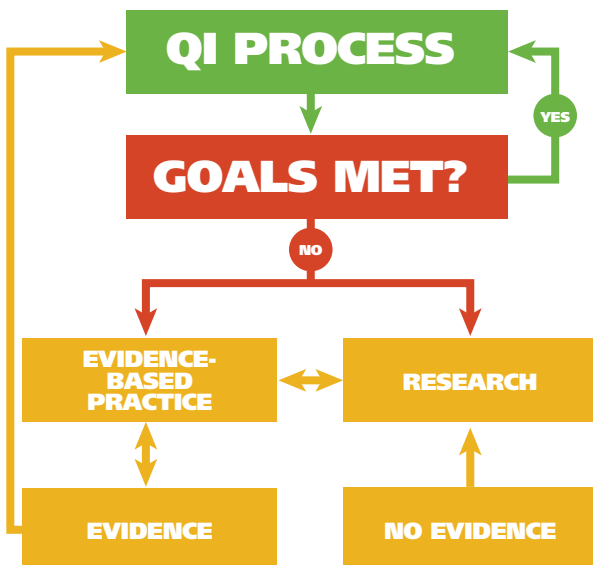 QI PROCESS
YES
GOALS MET?
NO
EVIDENCE-
BASED
PRACTICE
RESEARCH
EVIDENCE
NO EVIDENCE